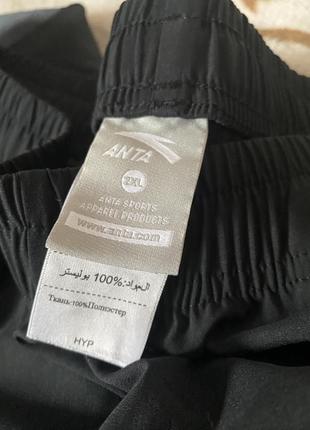 ANTA
2XL
ANTA SPORTS
APPAREL PRODUCTS
www.anta.com
المواد:100% بوليستر
Ткань:100%Полиэстер
HYP